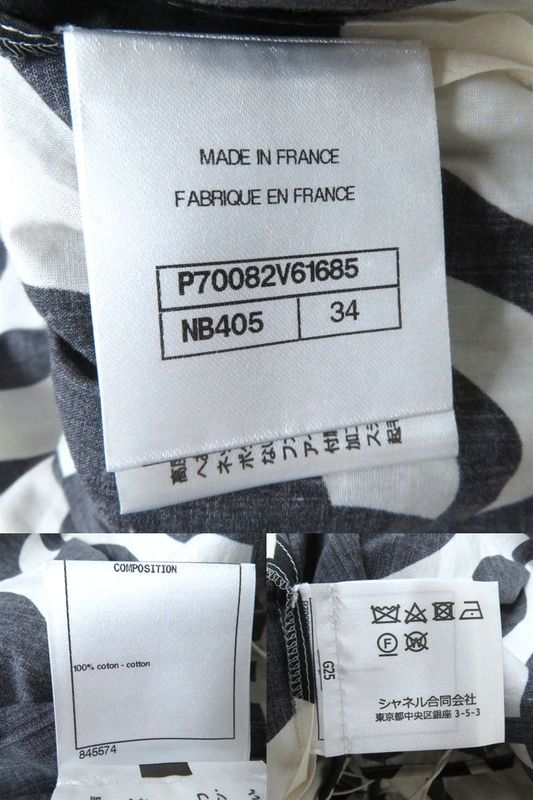 MADE IN FRANCE
FABRIQUE EN FRANCE
P70082V61685
NB405 34
COMPOSITION
100% coton - cotton
845574
G25
F
W
シャネル合同会社
東京都中央区銀座 3-5-3